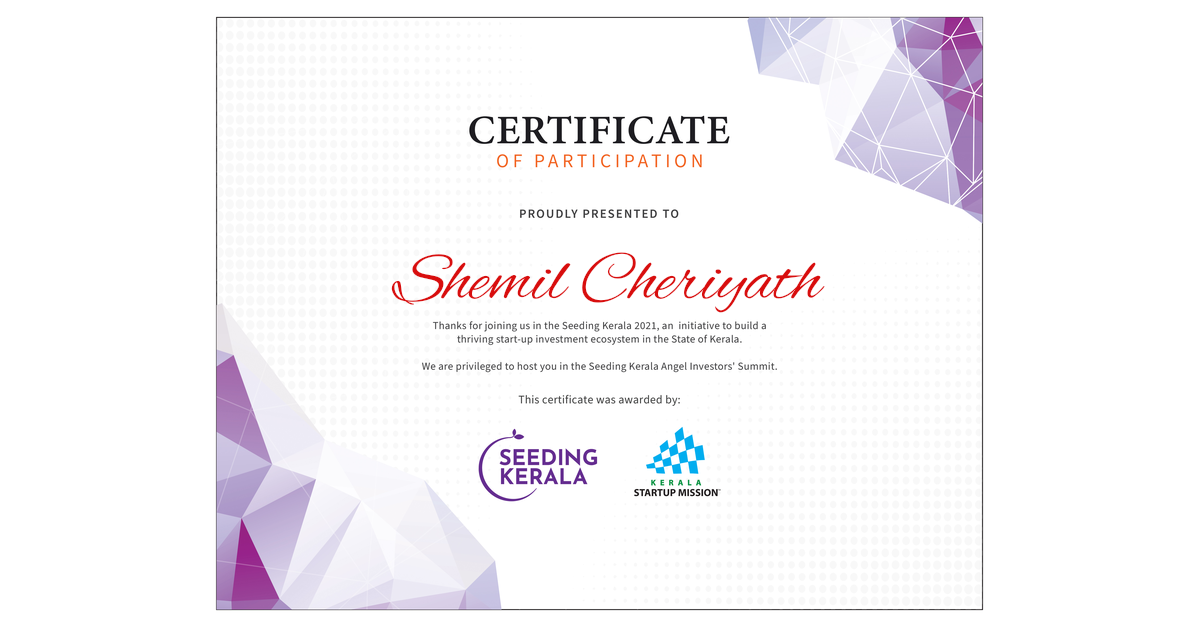 CERTIFICATE
OF PARTICIPATION
PROUDLY PRESENTED TO
Shemil Cheriyath
Thanks for joining us in the Seeding Kerala 2021, an initiative to build a
thriving start-up investment ecosystem in the State of Kerala.
We are privileged to host you in the Seeding Kerala Angel Investors' Summit.
This certificate was awarded by:
SEEDING
KERALA
KERALA
STARTUP MISSION